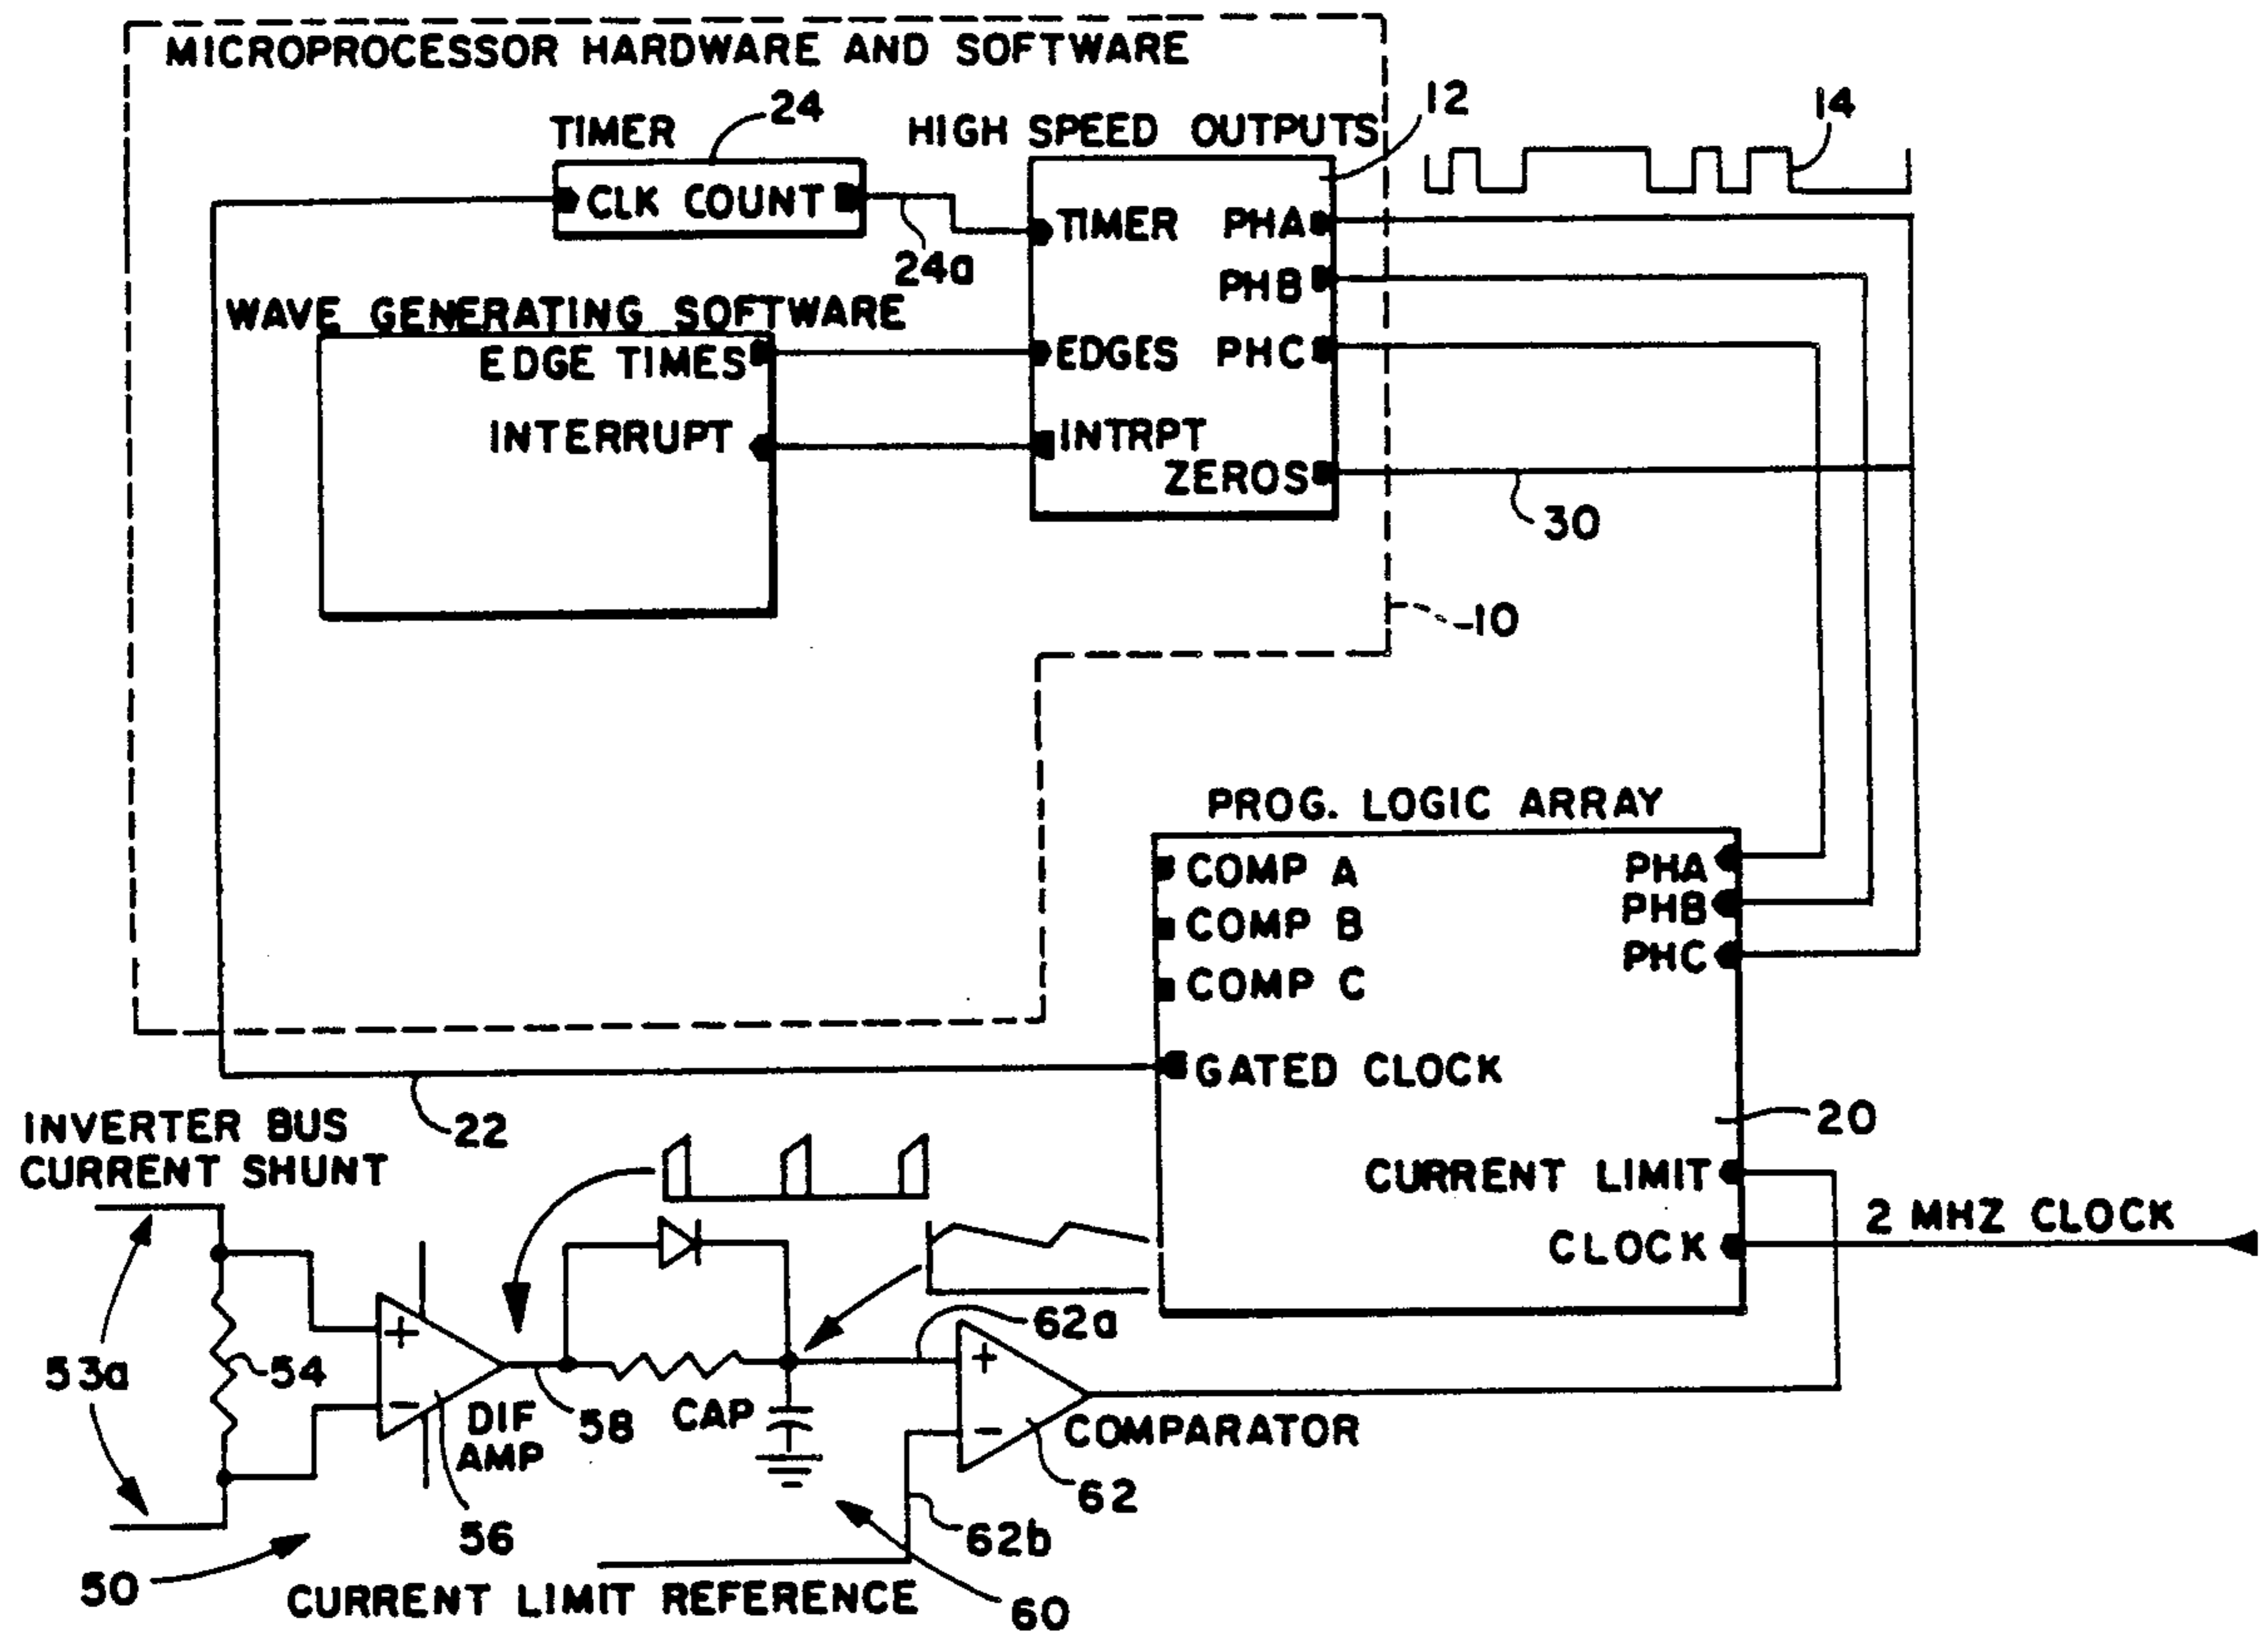 MICROPROCESSOR HARDWARE AND SOFTWARE
12
14
24
TIMER
HIGH SPEED OUTPUTS
CLK COUNT
24a
TIMER
PHA
PHB
WAVE GENERATING SOFTWARE
EDGE TIMES
EDGES
PHC
INTERRUPT
INTRPT
ZEROS
30
10
PROG. LOGIC ARRAY
COMP A
PHA
COMP B
PHB
COMP C
PHC
GATED CLOCK
22
20
INVERTER BUS
CURRENT SHUNT
CURRENT LIMIT
2 MHZ CLOCK
CLOCK
62a
53a
54
+
−
+
−
DIF
AMP
58
CAP
COMPARATOR
62
56
62b
50
CURRENT LIMIT REFERENCE
60